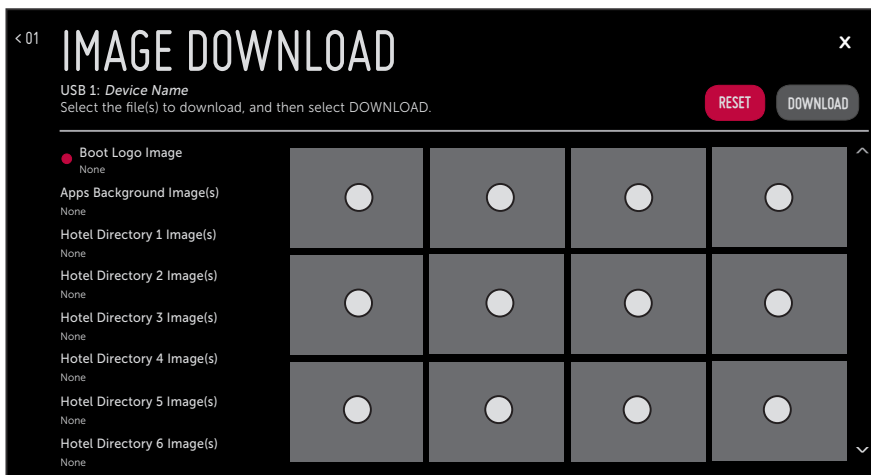 < 01
IMAGE DOWNLOAD
X
USB 1: Device Name
Select the file(s) to download, and then select DOWNLOAD.
RESET
DOWNLOAD
Boot Logo Image
None
Apps Background Image(s)
None
Hotel Directory 1 Image(s)
None
Hotel Directory 2 Image(s)
None
Hotel Directory 3 Image(s)
None
Hotel Directory 4 Image(s)
None
Hotel Directory 5 Image(s)
None
Hotel Directory 6 Image(s)
None